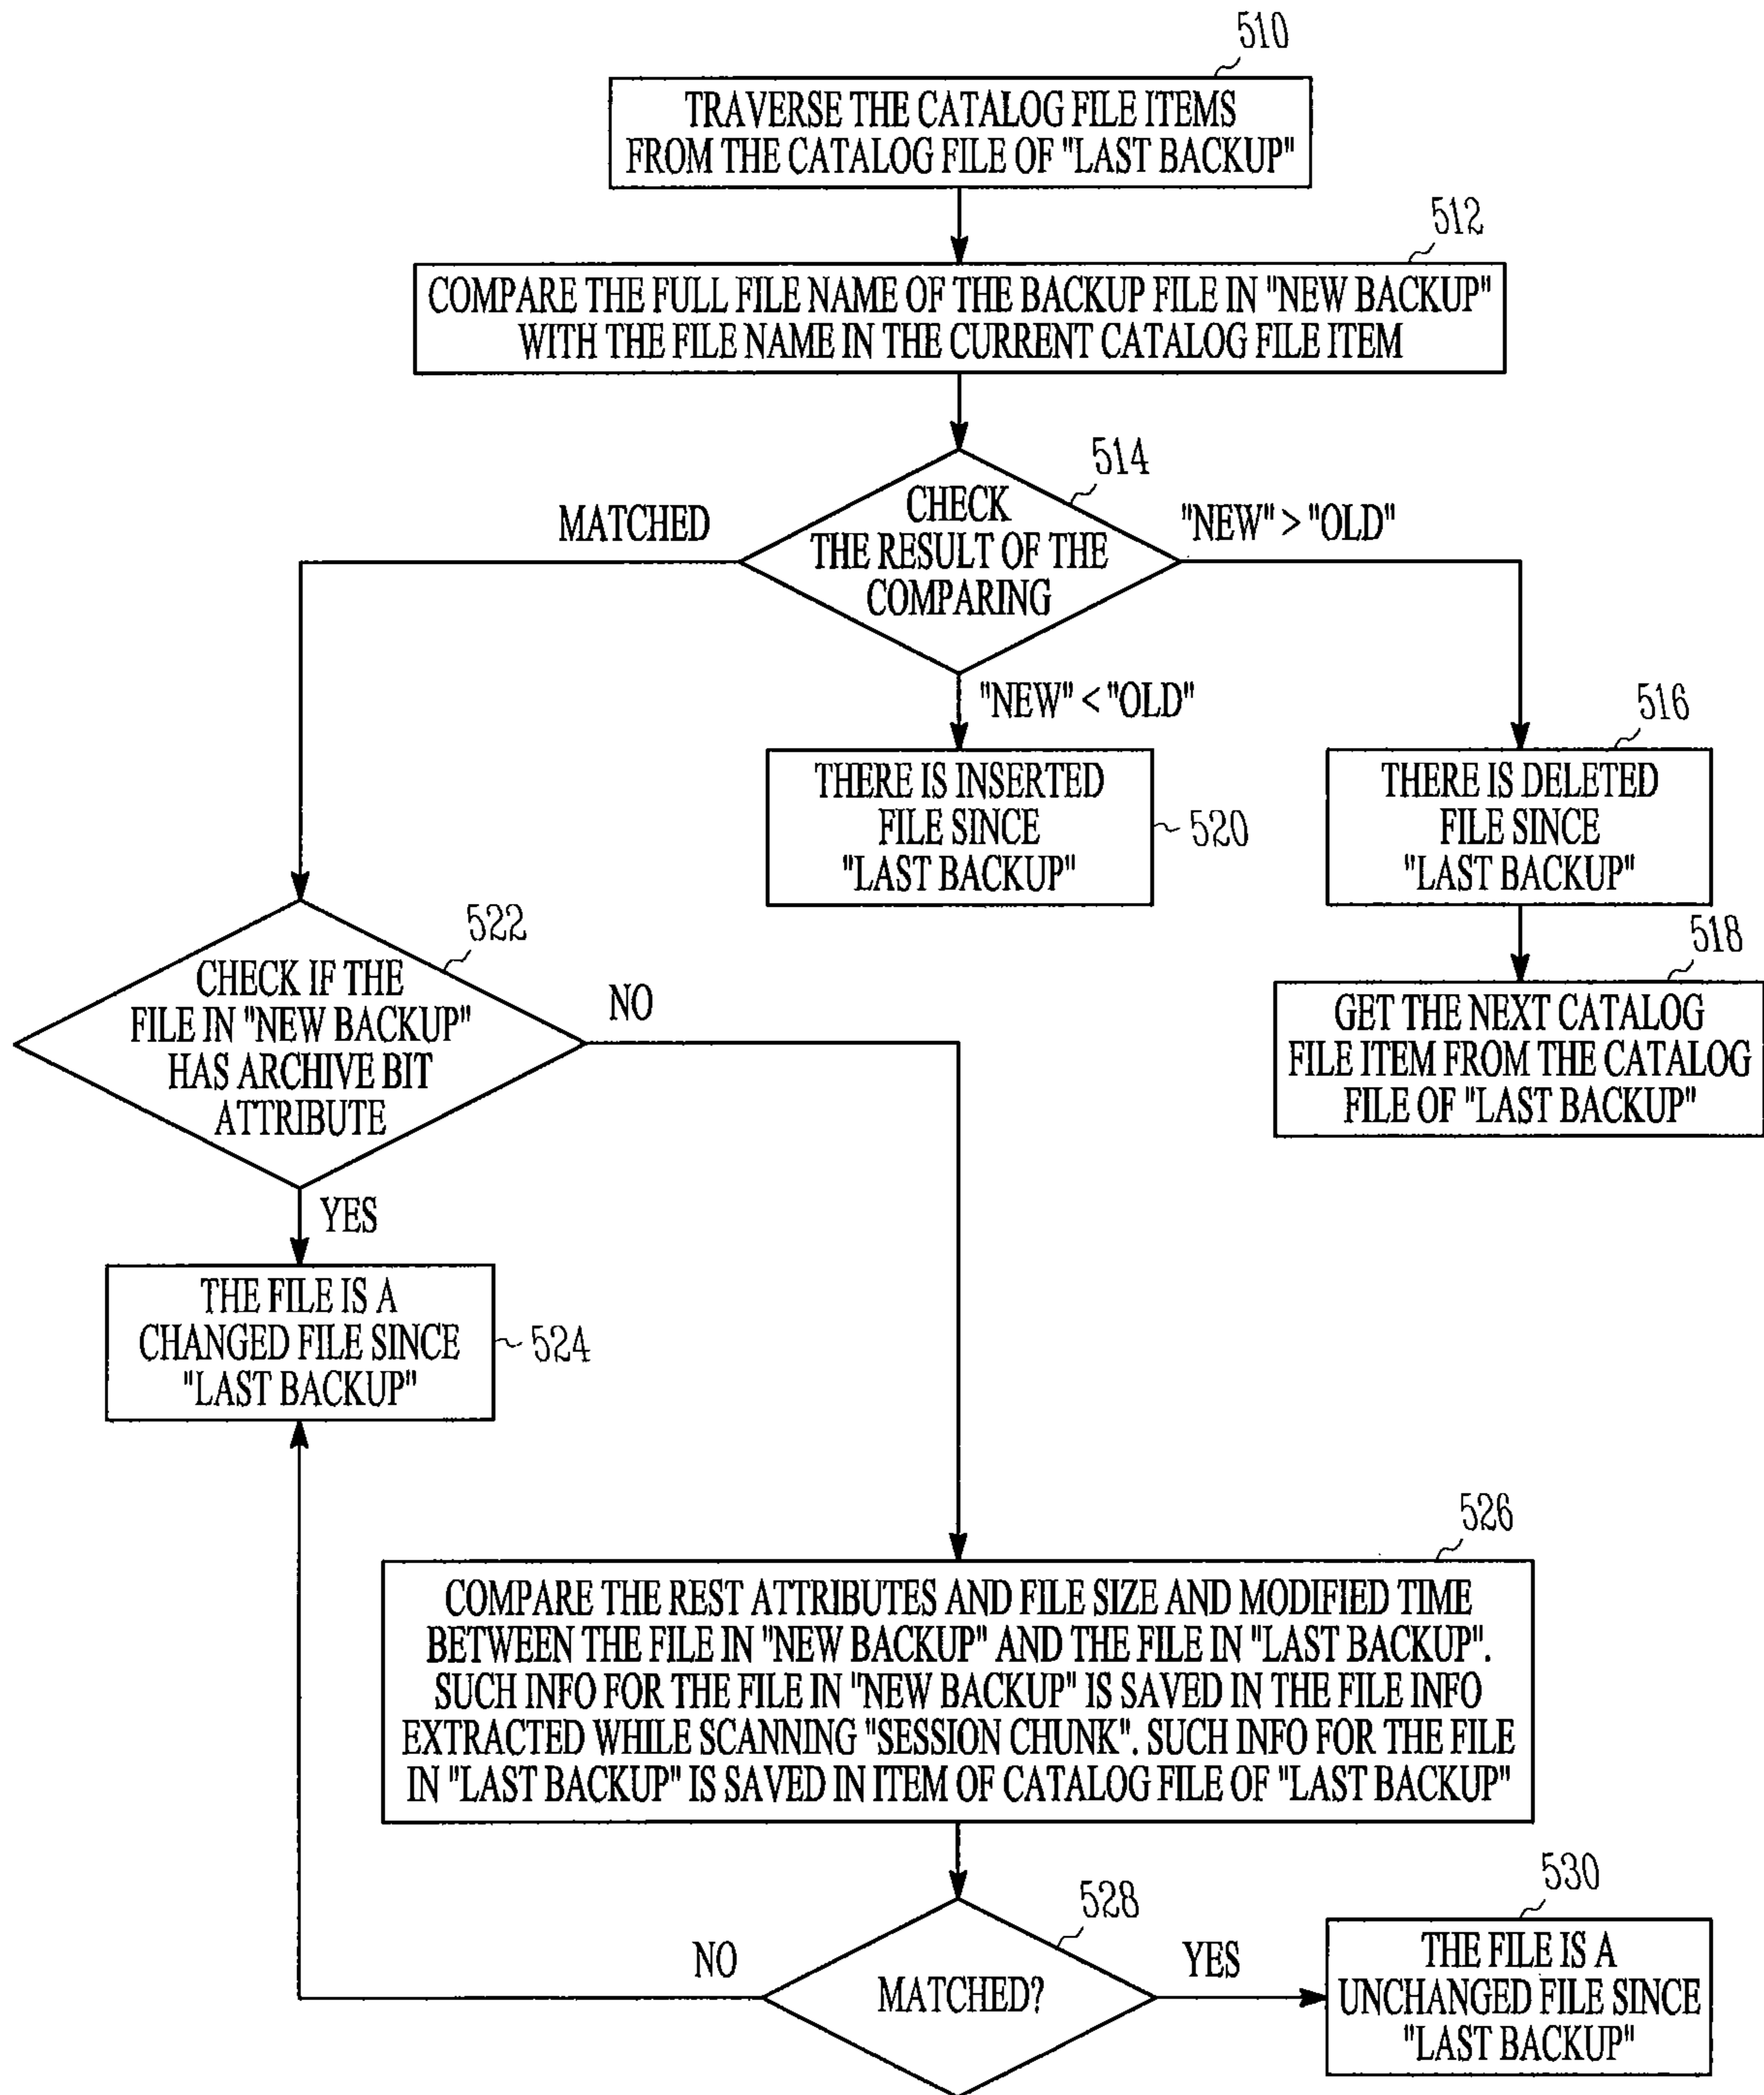 510
TRAVERSE THE CATALOG FILE ITEMS
FROM THE CATALOG FILE OF "LAST BACKUP"
512
COMPARE THE FULL FILE NAME OF THE BACKUP FILE IN "NEW BACKUP"
WITH THE FILE NAME IN THE CURRENT CATALOG FILE ITEM
514
CHECK
THE RESULT OF THE
COMPARING
MATCHED
"NEW" > "OLD"
"NEW" < "OLD"
516
THERE IS DELETED
FILE SINCE
"LAST BACKUP"
THERE IS INSERTED
FILE SINCE
"LAST BACKUP"
520
518
GET THE NEXT CATALOG
FILE ITEM FROM THE CATALOG
FILE OF "LAST BACKUP"
522
CHECK IF THE
FILE IN "NEW BACKUP"
HAS ARCHIVE BIT
ATTRIBUTE
NO
YES
THE FILE IS A
CHANGED FILE SINCE
"LAST BACKUP"
524
526
COMPARE THE REST ATTRIBUTES AND FILE SIZE AND MODIFIED TIME
BETWEEN THE FILE IN "NEW BACKUP" AND THE FILE IN "LAST BACKUP".
SUCH INFO FOR THE FILE IN "NEW BACKUP" IS SAVED IN THE FILE INFO
EXTRACTED WHILE SCANNING "SESSION CHUNK". SUCH INFO FOR THE FILE
IN "LAST BACKUP" IS SAVED IN ITEM OF CATALOG FILE OF "LAST BACKUP"
528
MATCHED?
NO
YES
530
THE FILE IS A
UNCHANGED FILE SINCE
"LAST BACKUP"